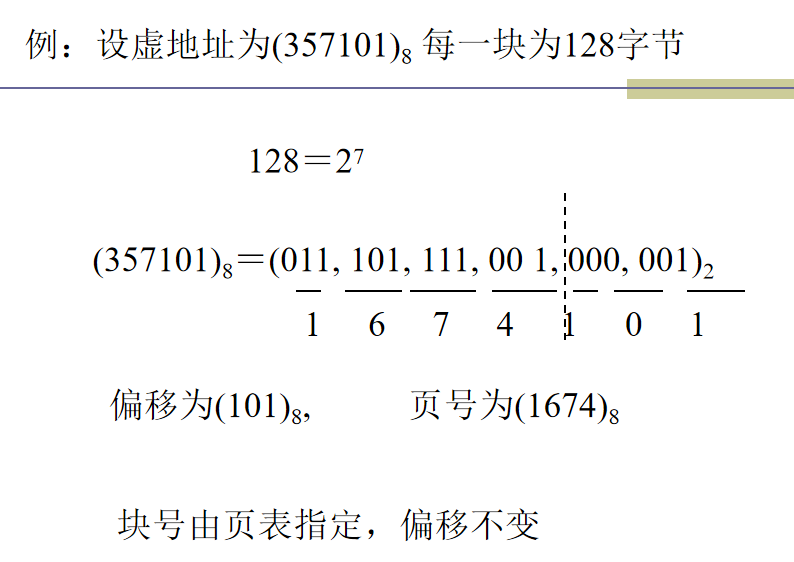 例：设虚地址为(357101)₈ 每一块为128字节
128＝2⁷
(357101)₈＝(011, 101, 111, 00 1, 000, 001)₂
1 6 7 4 1 0 1
偏移为(101)₈, 页号为(1674)₈
块号由页表指定，偏移不变